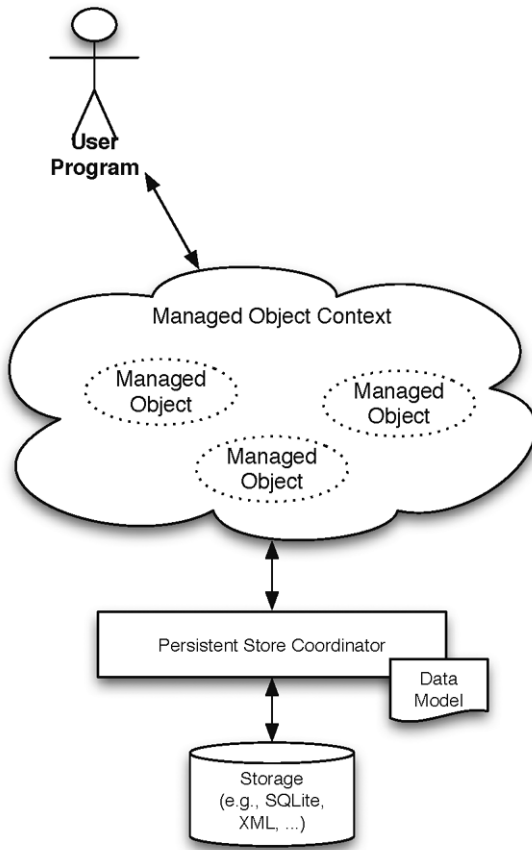 User
Program
Managed Object Context
Managed
Object
Managed
Object
Managed
Object
Persistent Store Coordinator
Data
Model
Storage
(e.g., SQLite,
XML, ...)